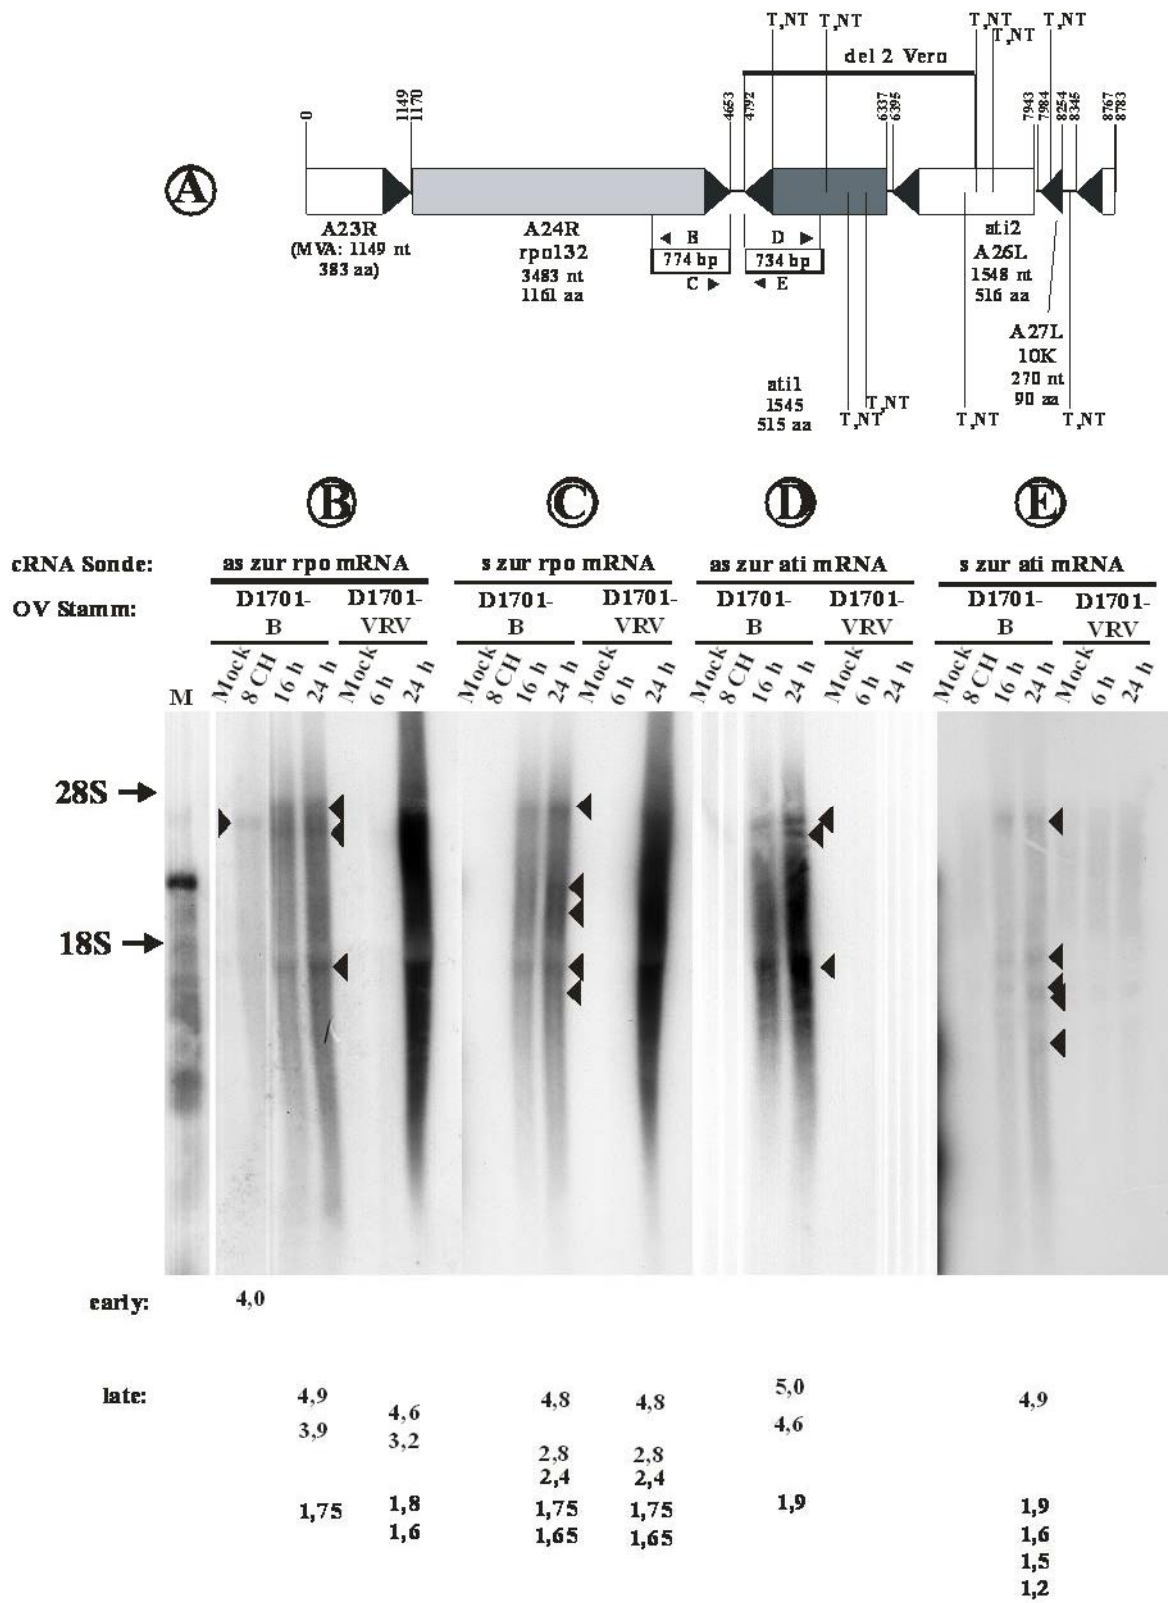 T,NT T,NT T,NT T,NT
T,NT
del 2 Vero
0 1149 1170 4653 4792 6337 6395 7943 7984 8254 8345 8767 8783
A
A23R
(MVA: 1149 nt
383 aa)
A24R
rpo132
3483 nt
1161 aa
B
774 bp
C
D
734 bp
E
ati2
A26L
1548 nt
516 aa
A27L
10K
270 nt
90 aa
ati1
1545
515 aa
T,NT T,NT T,NT T,NT
B C D E
cRNA Sonde: as zur rpo mRNA s zur rpo mRNA as zur ati mRNA s zur ati mRNA
OV Stamm: D1701-B D1701-VRV D1701-B D1701-VRV D1701-B D1701-VRV D1701-B D1701-VRV
M Mock 8 CH 16 h 24 h Mock 6 h 24 h Mock 8 CH 16 h 24 h Mock 6 h 24 h Mock 8 CH 16 h 24 h Mock 6 h 24 h Mock 8 CH 16 h 24 h Mock 6 h 24 h
28S
18S
early: 4,0
late: 4,9 4,6 4,8 4,8 5,0 4,9
3,9 3,2 2,8 2,8 4,6
2,4 2,4
1,75 1,8 1,75 1,75 1,9 1,9
1,6 1,65 1,65 1,6
1,5
1,2